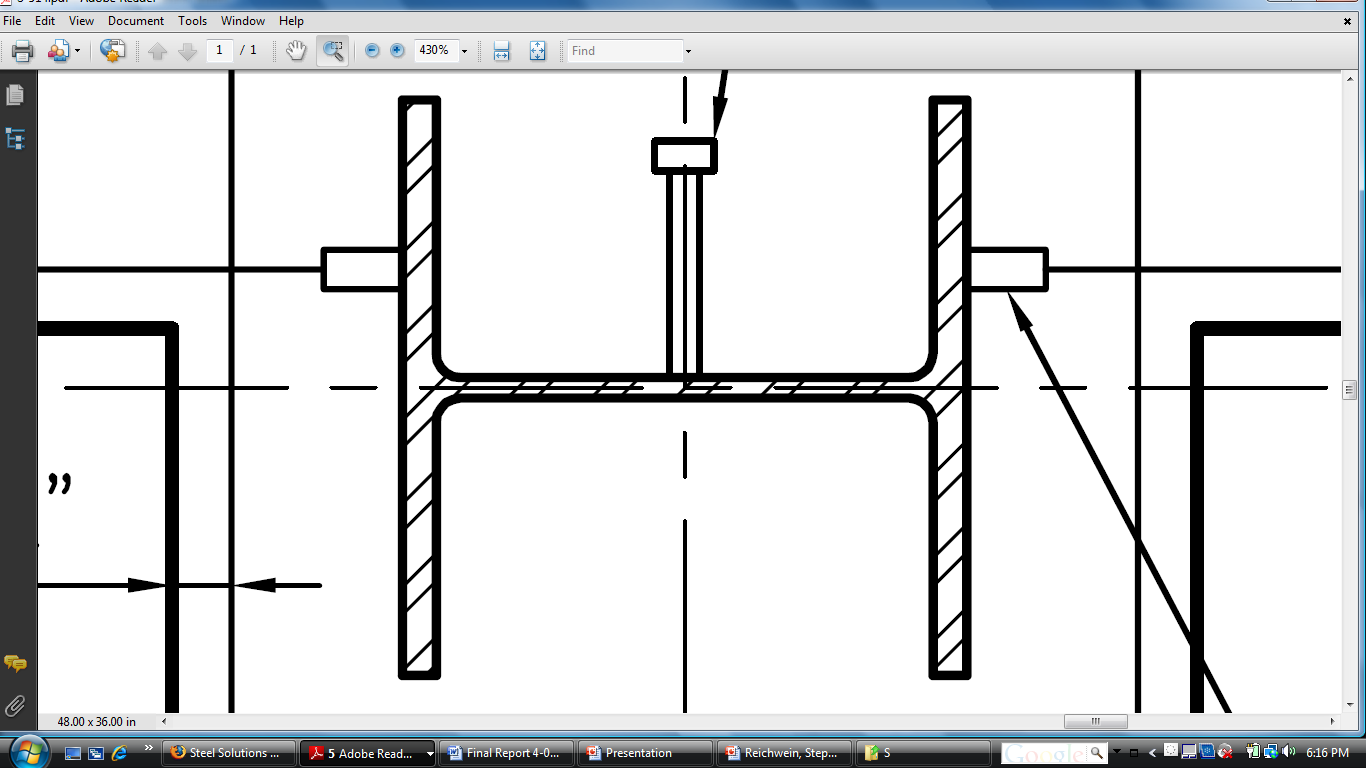 File Edit View Document Tools Window Help
1 / 1 430% Find
”
48.00 x 36.00 in
Steel Solutions ... 5 Adobe Read... Final Report 4-0... Presentation Reichwein, Step... S Google 6:16 PM